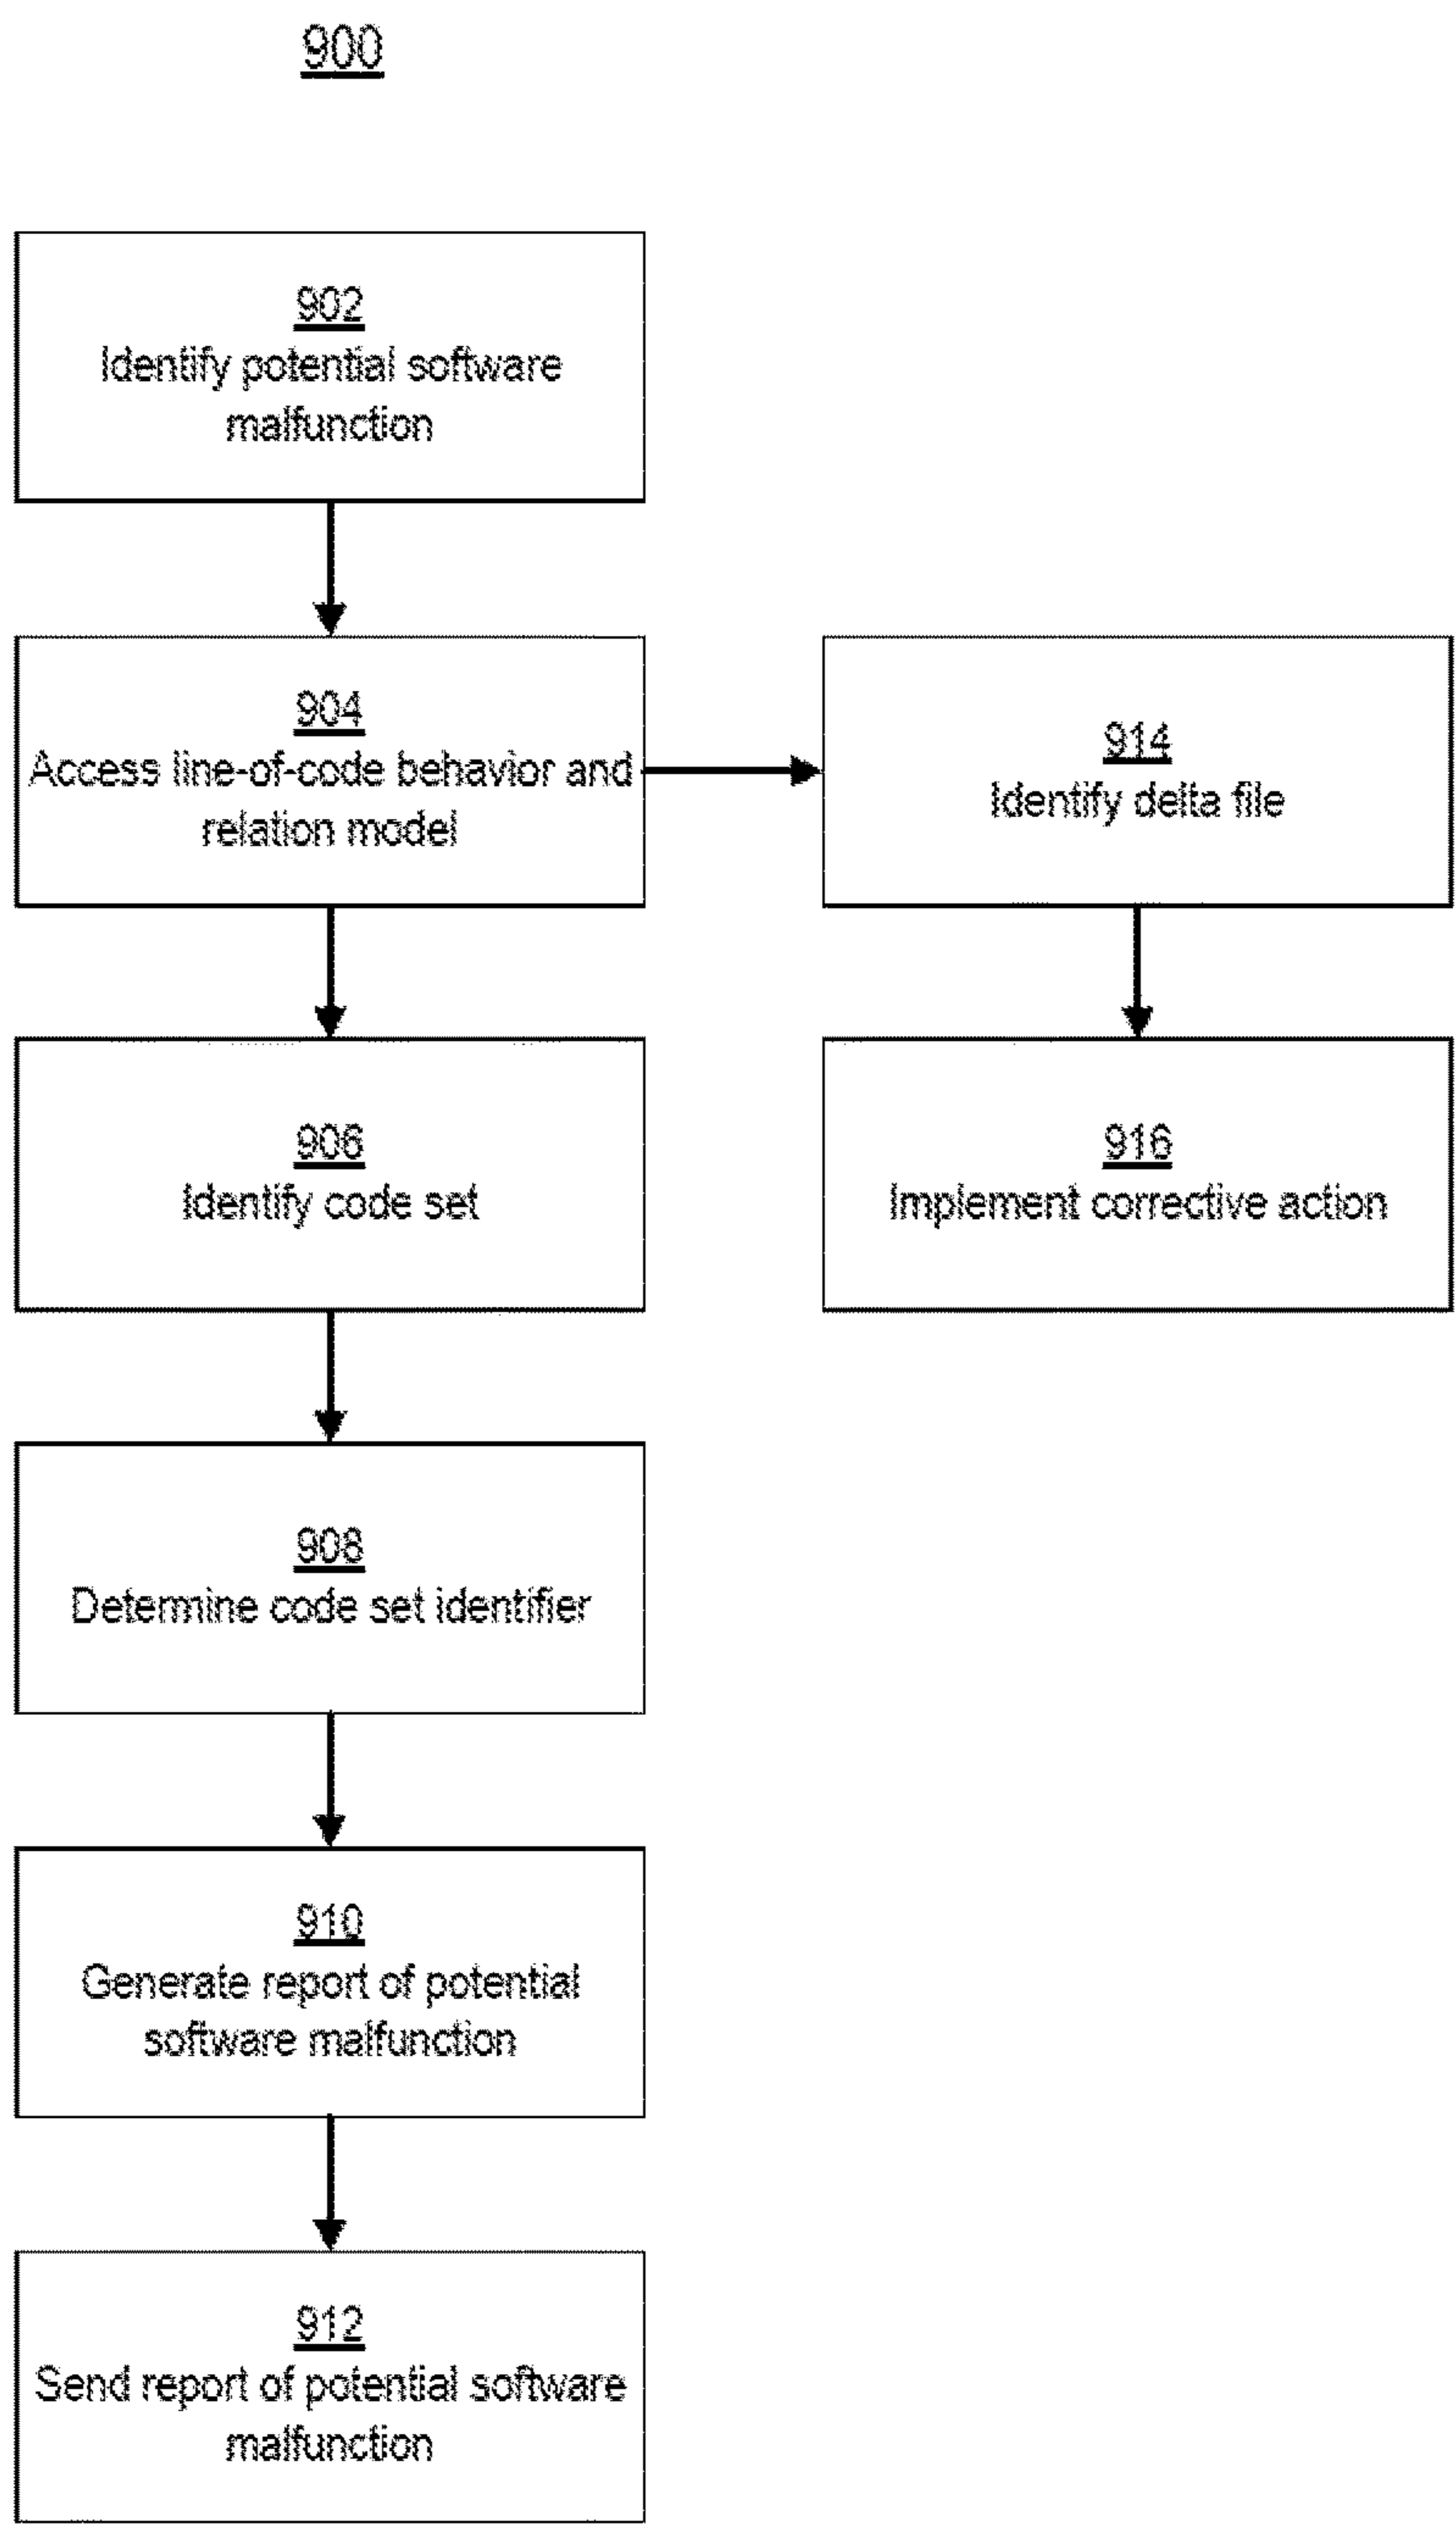 900
902
Identify potential software
malfunction
904
Access line-of-code behavior and
relation model
914
Identify delta file
906
Identify code set
916
Implement corrective action
908
Determine code set identifier
910
Generate report of potential
software malfunction
912
Send report of potential software
malfunction